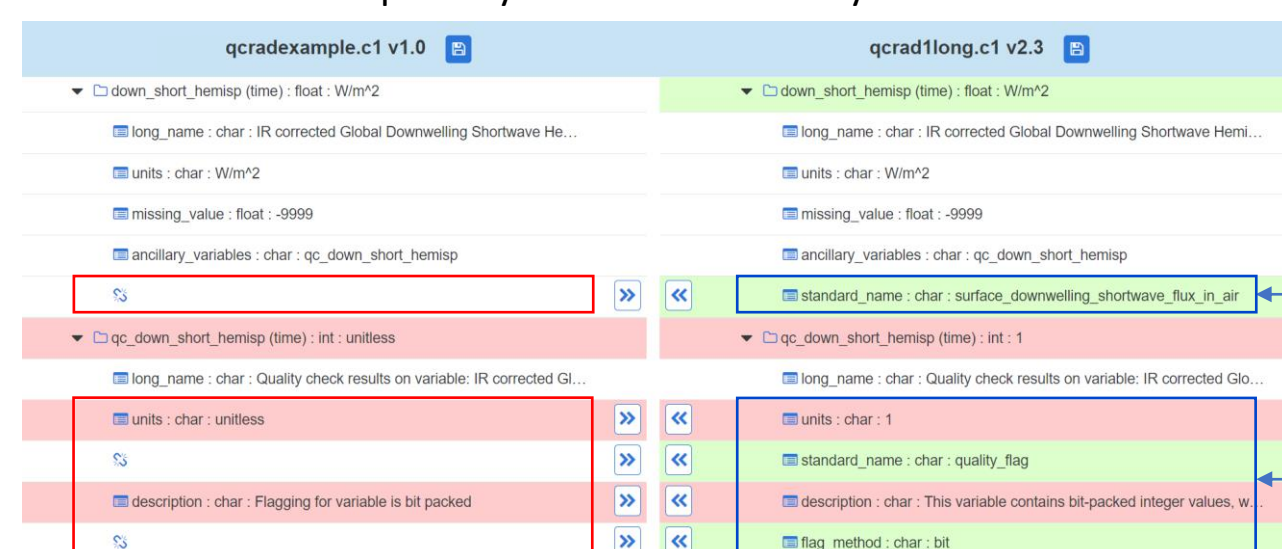 qcradexample.c1 v1.0 qcrad1long.c1 v2.3
down_short_hemisp (time) : float : W/m^2 down_short_hemisp (time) : float : W/m^2
long_name : char : IR corrected Global Downwelling Shortwave He… long_name : char : IR corrected Global Downwelling Shortwave Hemi…
units : char : W/m^2 units : char : W/m^2
missing_value : float : -9999 missing_value : float : -9999
ancillary_variables : char : qc_down_short_hemisp ancillary_variables : char : qc_down_short_hemisp
standard_name : char : surface_downwelling_shortwave_flux_in_air
qc_down_short_hemisp (time) : int : unitless qc_down_short_hemisp (time) : int : 1
long_name : char : Quality check results on variable: IR corrected Gl… long_name : char : Quality check results on variable: IR corrected Glo…
units : char : unitless units : char : 1
standard_name : char : quality_flag
description : char : Flagging for variable is bit packed description : char : This variable contains bit-packed integer values, w…
flag_method : char : bit